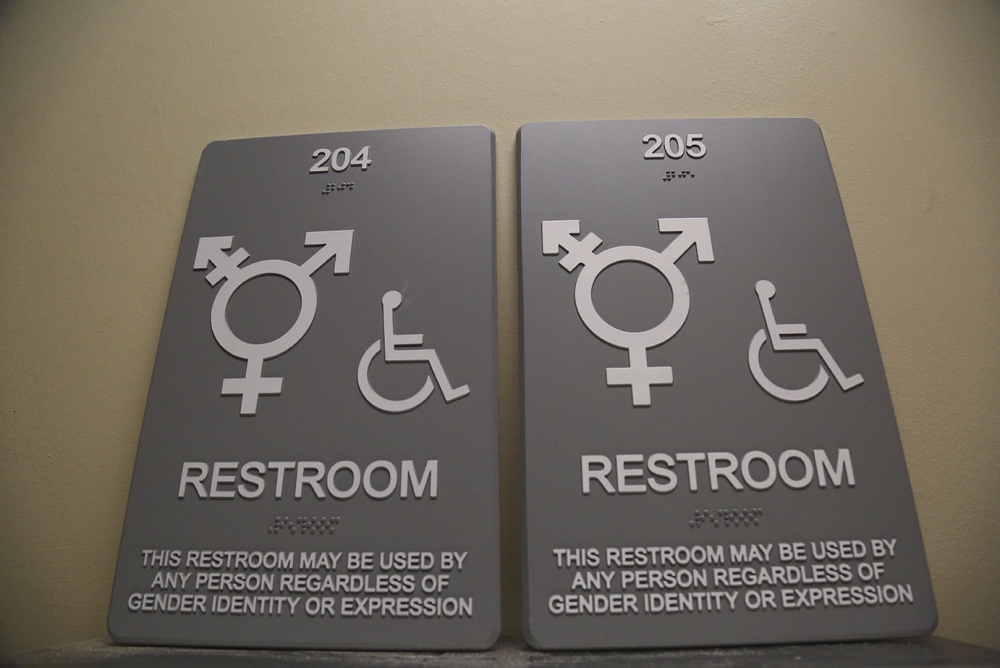 204
RESTROOM
THIS RESTROOM MAY BE USED BY
ANY PERSON REGARDLESS OF
GENDER IDENTITY OR EXPRESSION
205
RESTROOM
THIS RESTROOM MAY BE USED BY
ANY PERSON REGARDLESS OF
GENDER IDENTITY OR EXPRESSION